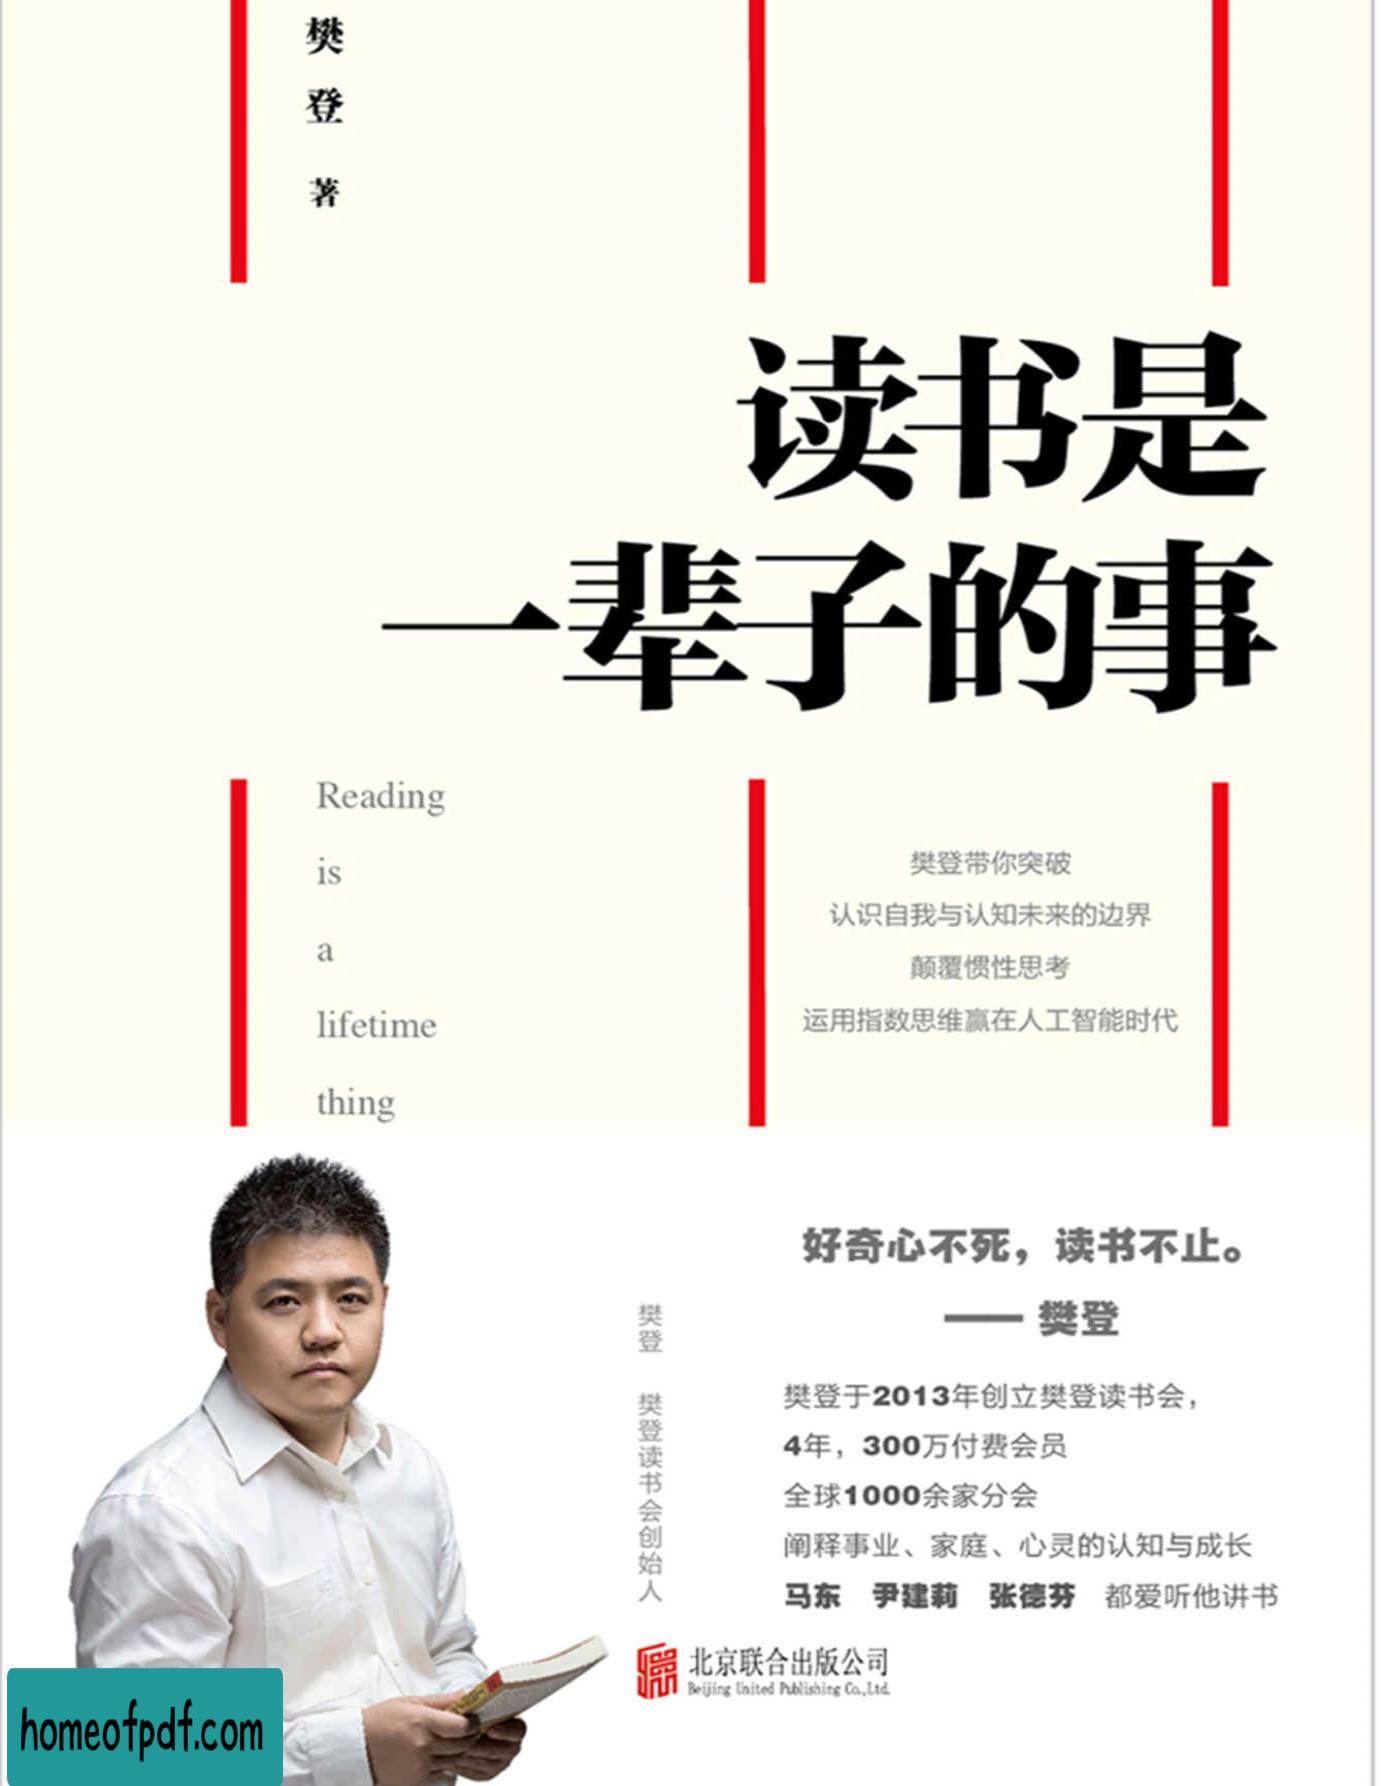 樊登 著
读书是
一辈子的事
Reading
is
a
lifetime
thing
樊登带你突破
认识自我与认知未来的边界
颠覆惯性思考
运用指数思维赢在人工智能时代
好奇心不死，读书不止。
—— 樊登
樊登 樊登读书会创始人
樊登于2013年创立樊登读书会，
4年，300万付费会员
全球1000余家分会
阐释事业、家庭、心灵的认知与成长
马东 尹建莉 张德芬 都爱听他讲书
北京联合出版公司
Beijing United Publishing Co.,Ltd.
homeofpdf.com